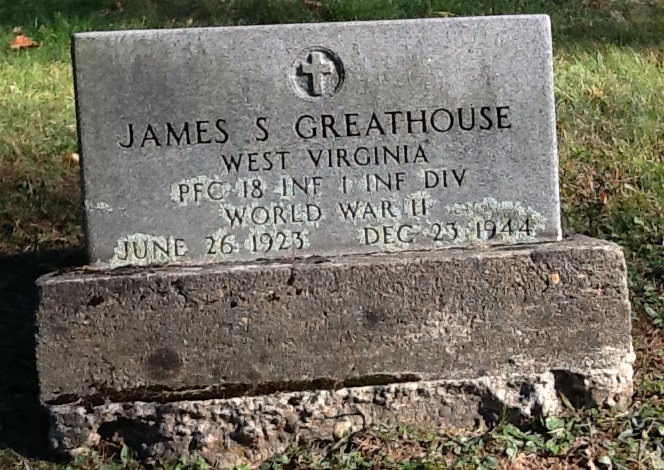 JAMES S GREATHOUSE
WEST VIRGINIA
PFC 18 INF 1 INF DIV
WORLD WAR II
JUNE 26 1923 DEC 23 1944